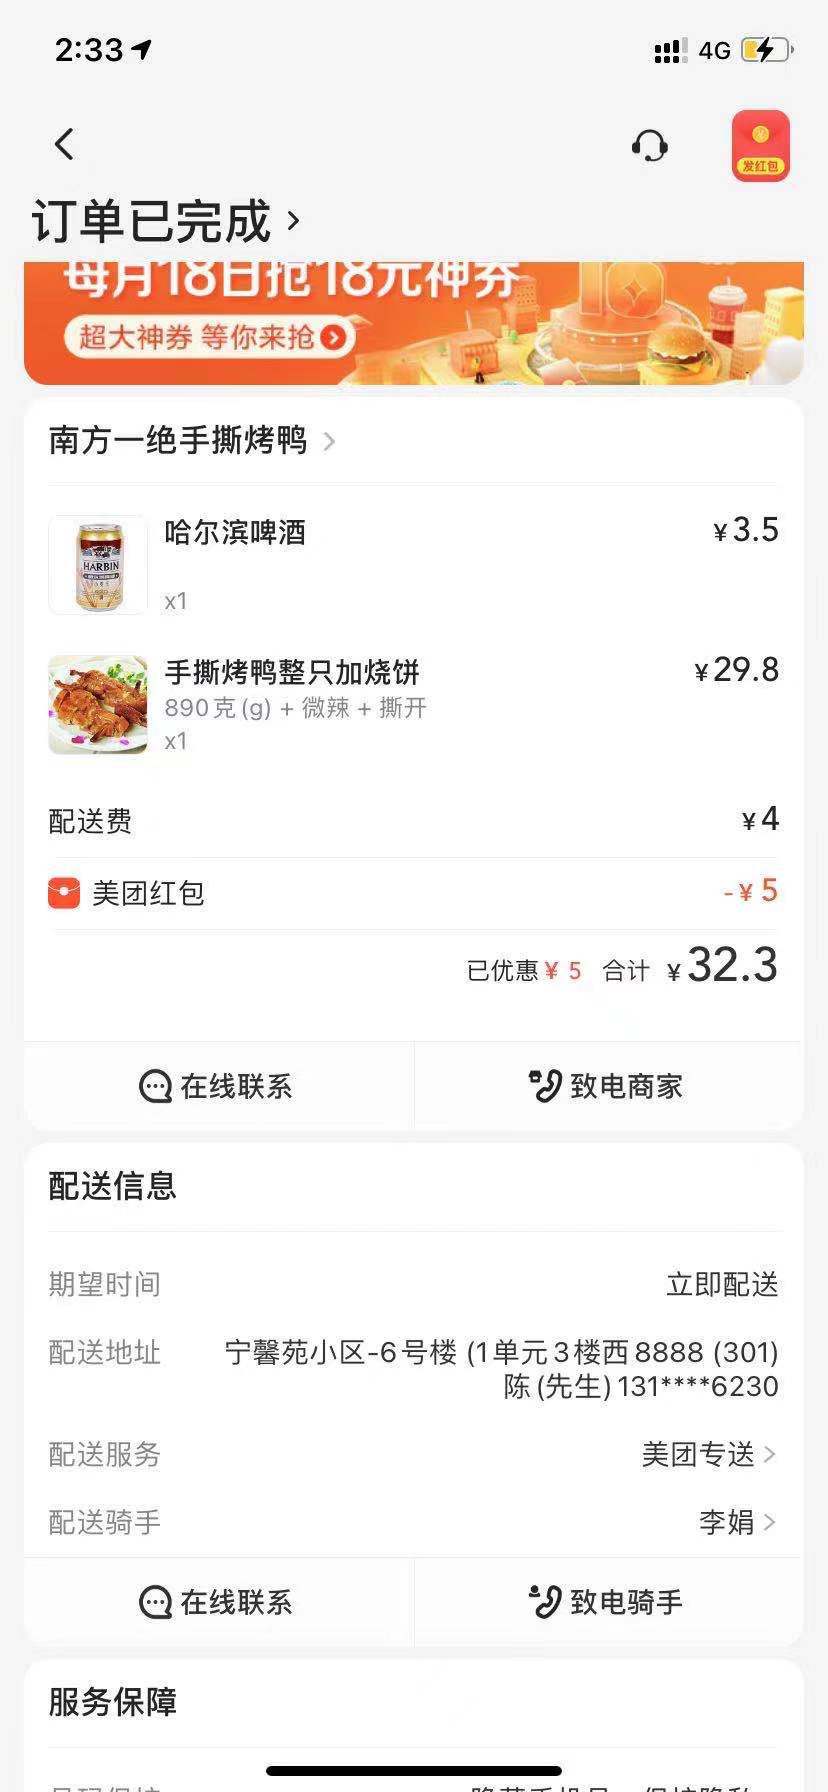 2:33
4G
发红包
订单已完成
每月18日抢18元神券
超大神券 等你来抢
南方一绝手撕烤鸭
哈尔滨啤酒
¥3.5
HARBIN
x1
手撕烤鸭整只加烧饼
¥29.8
890克(g) + 微辣 + 撕开
x1
配送费
¥4
美团红包
-¥5
已优惠¥5 合计 ¥32.3
在线联系
致电商家
配送信息
期望时间
立即配送
配送地址
宁馨苑小区-6号楼 (1单元3楼西8888 (301)
陈(先生) 131****6230
配送服务
美团专送
配送骑手
李娟
在线联系
致电骑手
服务保障